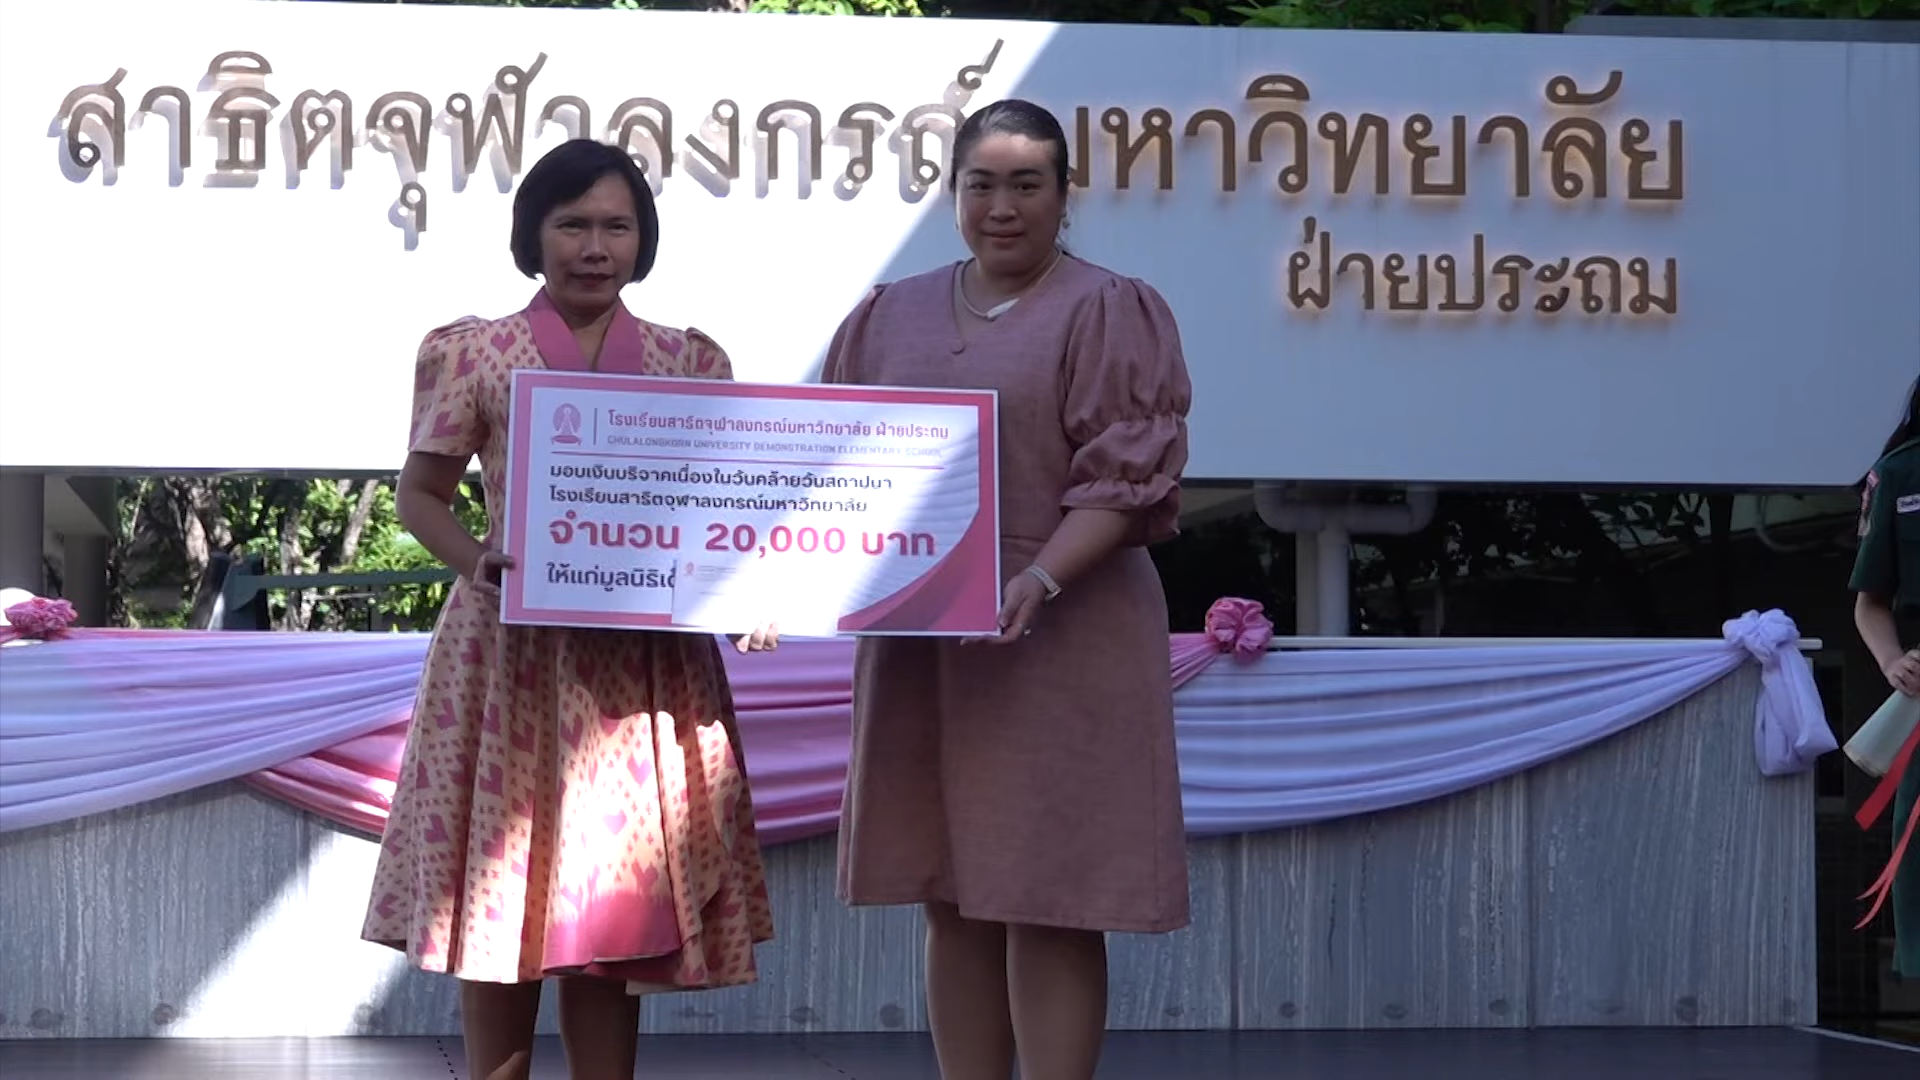 สาธิตจุฬาลงกรณ์มหาวิทยาลัย
ฝ่ายประถม
โรงเรียนสาธิตจุฬาลงกรณ์มหาวิทยาลัย ฝ่ายประถม
CHULALONGKORN UNIVERSITY DEMONSTRATION ELEMENTARY SCHOOL
มอบเงินบริจาคเนื่องในวันคล้ายวันสถาปนา
โรงเรียนสาธิตจุฬาลงกรณ์มหาวิทยาลัย
จำนวน 20,000 บาท
ให้แก่มูลนิธิ